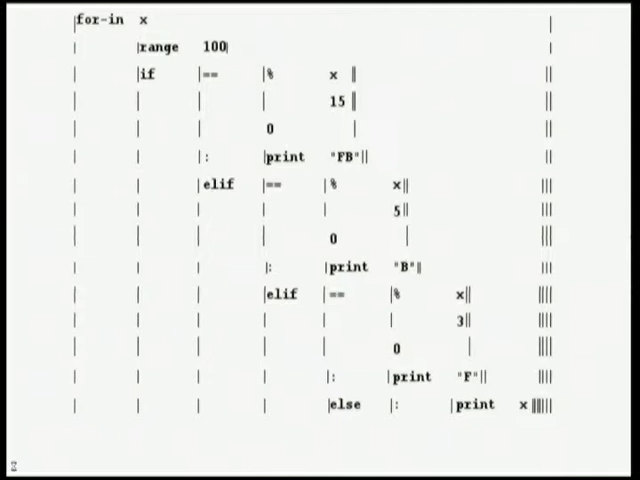 for-in x
range 100
if == % x
15
0
: print "FB"
elif == % x
5
0
: print "B"
elif == % x
3
0
: print "F"
else : print x